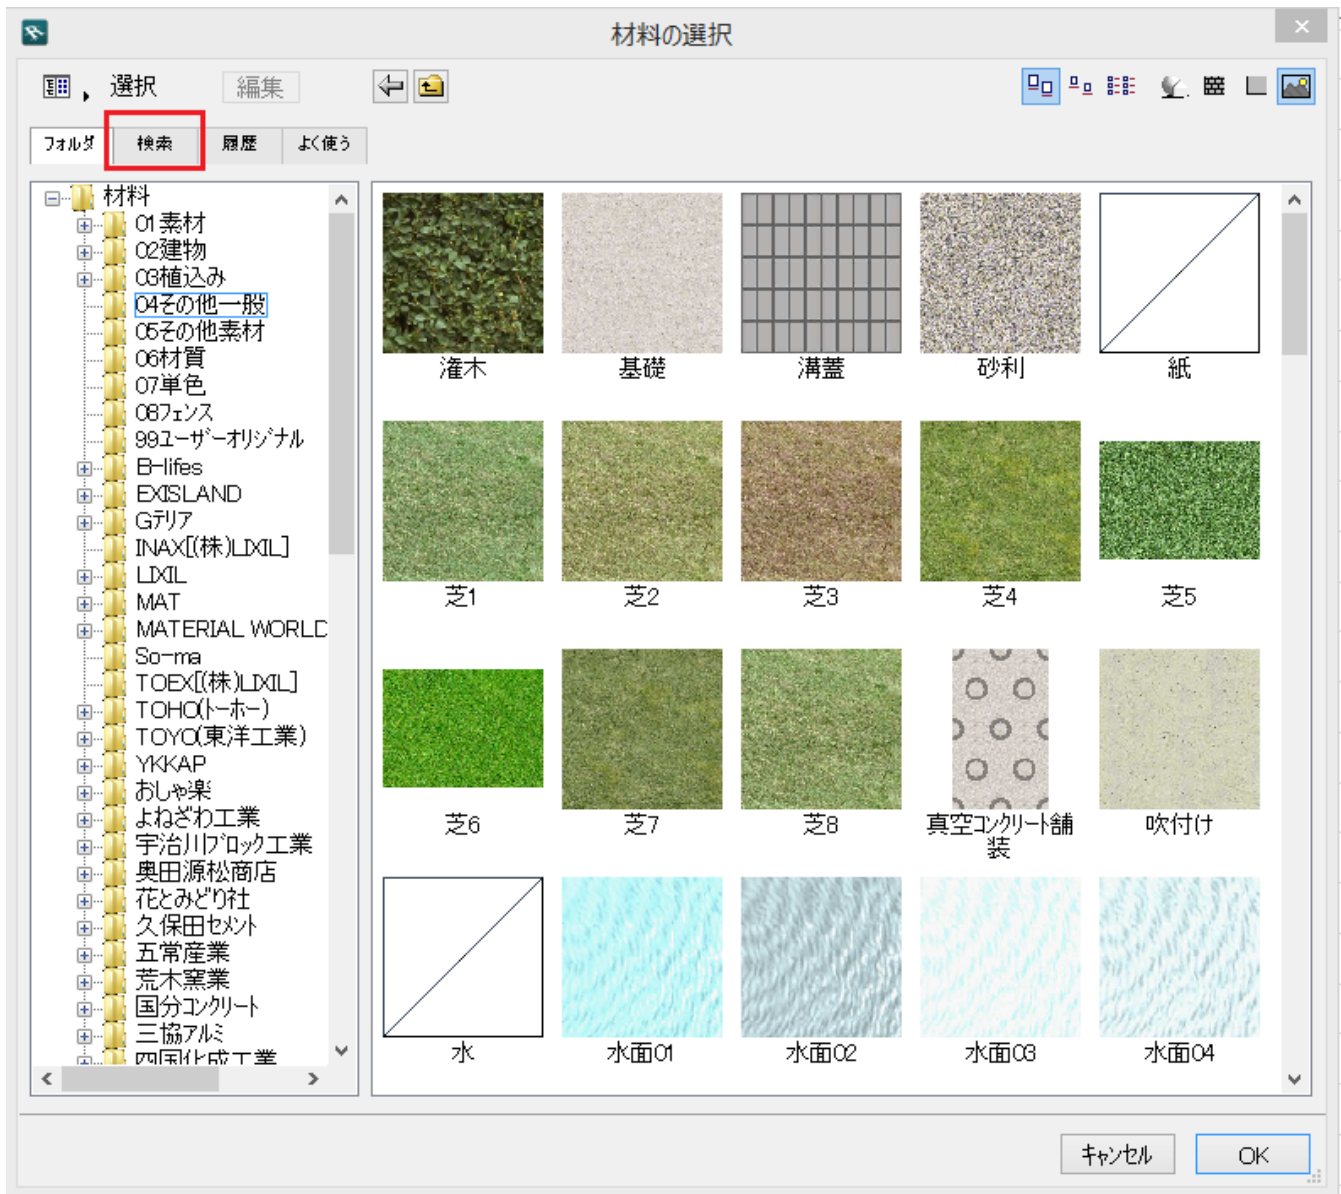 材料の選択
選択
編集
フォルダ
検索
履歴
よく使う
材料
01素材
02建物
03植込み
04その他一般
05その他素材
06材質
07単色
08フェンス
99ユーザーオリジナル
B-lifes
EXISLAND
Gテリア
INAX[(株)LIXIL]
LIXIL
MAT
MATERIAL WORLD
So-ma
TOEX[(株)LIXIL]
TOHO(トーホー)
TOYO(東洋工業)
YKKAP
おしゃ楽
よねざわ工業
宇治川ブロック工業
奥田源松商店
花とみどり社
久保田セメント
五常産業
荒木窯業
国分コンクリート
三協アルミ
四国化成工業
潅木
基礎
溝蓋
砂利
紙
芝1
芝2
芝3
芝4
芝5
芝6
芝7
芝8
真空コンクリート舗
装
吹付け
水
水面01
水面02
水面03
水面04
キャンセル
OK